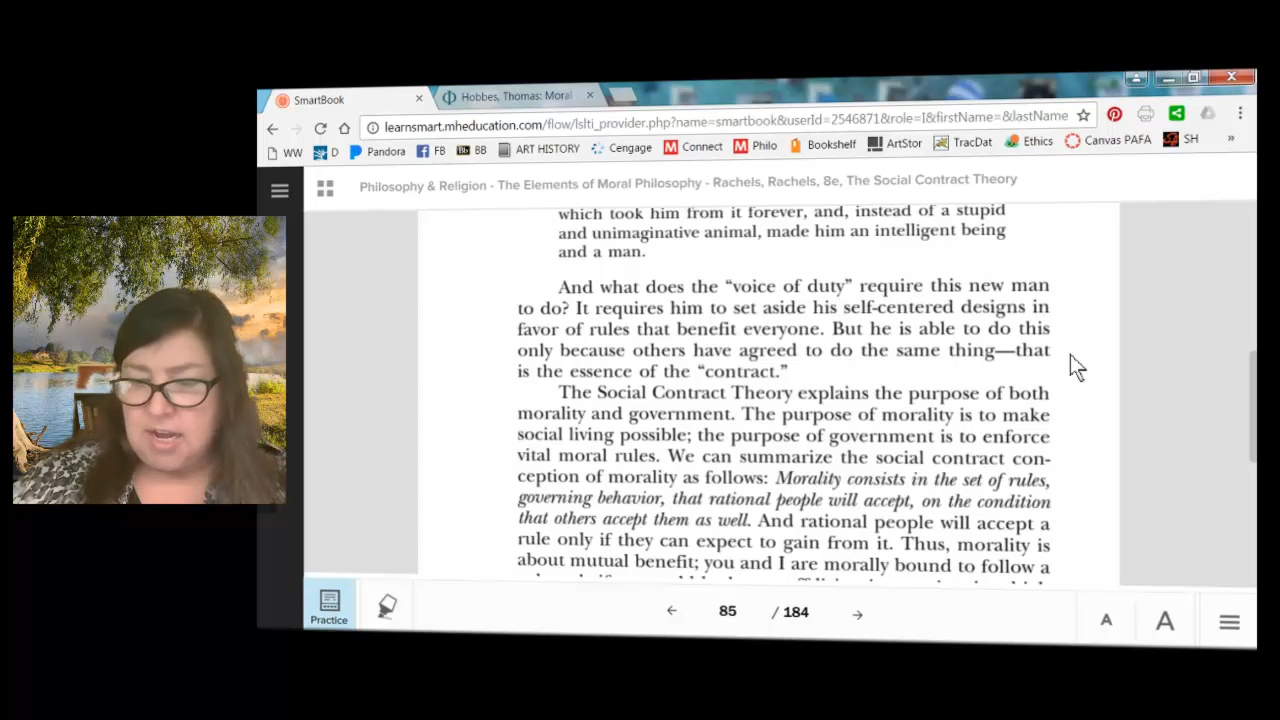 SmartBook
Hobbes, Thomas: Moral
learnsmart.mheducation.com/flow/lslti_provider.php?name=smartbook&userId=2546871&role=I&firstName=&lastName
WW D Pandora FB BB ART HISTORY Cengage Connect Philo Bookshelf ArtStor TracDat Ethics Canvas PAFA SH »
Philosophy & Religion - The Elements of Moral Philosophy - Rachels, Rachels, 8e, The Social Contract Theory
which took him from it forever, and, instead of a stupid
and unimaginative animal, made him an intelligent being
and a man.
And what does the “voice of duty” require this new man
to do? It requires him to set aside his self-centered designs in
favor of rules that benefit everyone. But he is able to do this
only because others have agreed to do the same thing—that
is the essence of the “contract.”
The Social Contract Theory explains the purpose of both
morality and government. The purpose of morality is to make
social living possible; the purpose of government is to enforce
vital moral rules. We can summarize the social contract con-
ception of morality as follows: Morality consists in the set of rules,
governing behavior, that rational people will accept, on the condition
that others accept them as well. And rational people will accept a
rule only if they can expect to gain from it. Thus, morality is
about mutual benefit; you and I are morally bound to follow a
Practice
85 / 184
A A